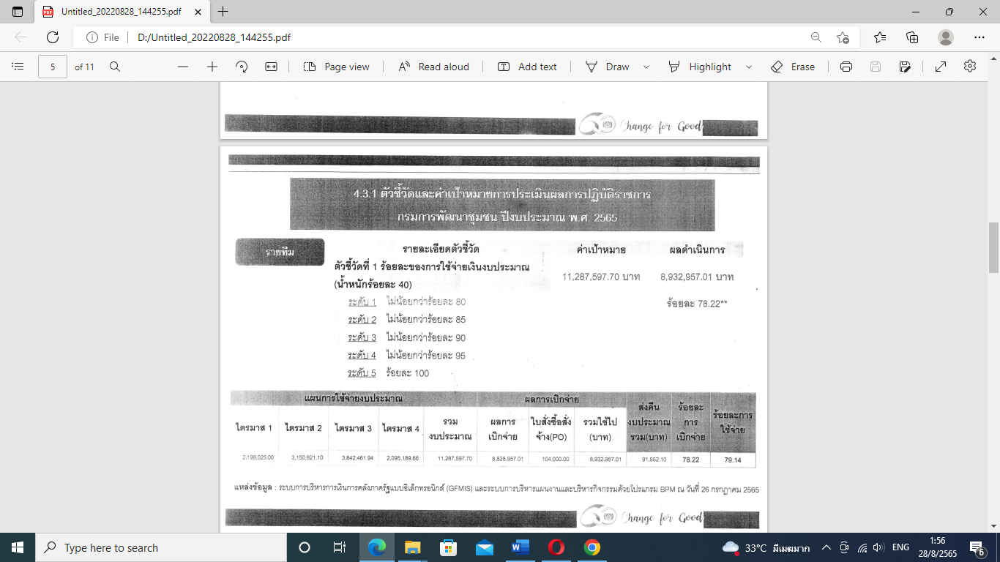 Untitled_20220828_144255.pdf
File
D:/Untitled_20220828_144255.pdf
5 of 11
Page view
Read aloud
Add text
Draw
Highlight
Erase
Change for Good
4.3.1 ตัวชี้วัดและค่าเป้าหมายการประเมินผลการปฏิบัติราชการ
กรมการพัฒนาชุมชน ปีงบประมาณ พ.ศ. 2565
รายทีม
รายละเอียดตัวชี้วัด
ค่าเป้าหมาย
ผลดำเนินการ
ตัวชี้วัดที่ 1 ร้อยละของการใช้จ่ายเงินงบประมาณ
(น้ำหนักร้อยละ 40)
11,287,597.70 บาท
8,932,957.01 บาท
ร้อยละ 78.22**
ระดับ 1 ไม่น้อยกว่าร้อยละ 80
ระดับ 2 ไม่น้อยกว่าร้อยละ 85
ระดับ 3 ไม่น้อยกว่าร้อยละ 90
ระดับ 4 ไม่น้อยกว่าร้อยละ 95
ระดับ 5 ร้อยละ 100
แผนการใช้จ่ายงบประมาณ
ผลการเบิกจ่าย
ส่งคืน
งบประมาณ
รวม(บาท)
ร้อยละ
การ
เบิกจ่าย
ร้อยละการ
ใช้จ่าย
ไตรมาส 1
ไตรมาส 2
ไตรมาส 3
ไตรมาส 4
รวม
งบประมาณ
ผลการ
เบิกจ่าย
ใบสั่งซื้อสั่ง
จ้าง(PO)
รวมใช้ไป
(บาท)
2,199,025.00 3,150,921.10 3,842,461.94 2,095,189.66 11,287,597.70 8,828,957.01 104,000.00 8,932,957.01 91,552.10 78.22 79.14
แหล่งข้อมูล : ระบบการบริหารการเงินการคลังภาครัฐแบบอิเล็กทรอนิกส์ (GFMIS) และระบบการบริหารแผนงานและบริหารกิจกรรมด้วยโปรแกรม BPM ณ วันที่ 26 กรกฎาคม 2565
Change for Good
Type here to search
33°C มีเมฆมาก
ENG
1:56
28/8/2565
6